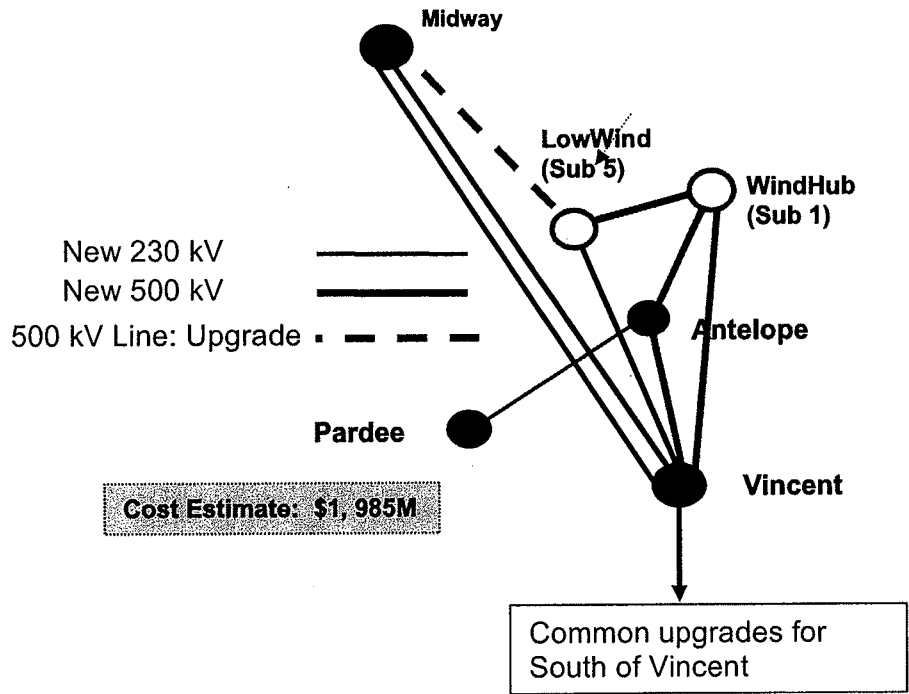 Midway
LowWind
(Sub 5)
WindHub
(Sub 1)
New 230 kV
New 500 kV
500 kV Line: Upgrade
Antelope
Pardee
Vincent
Cost Estimate: $1, 985M
Common upgrades for
South of Vincent